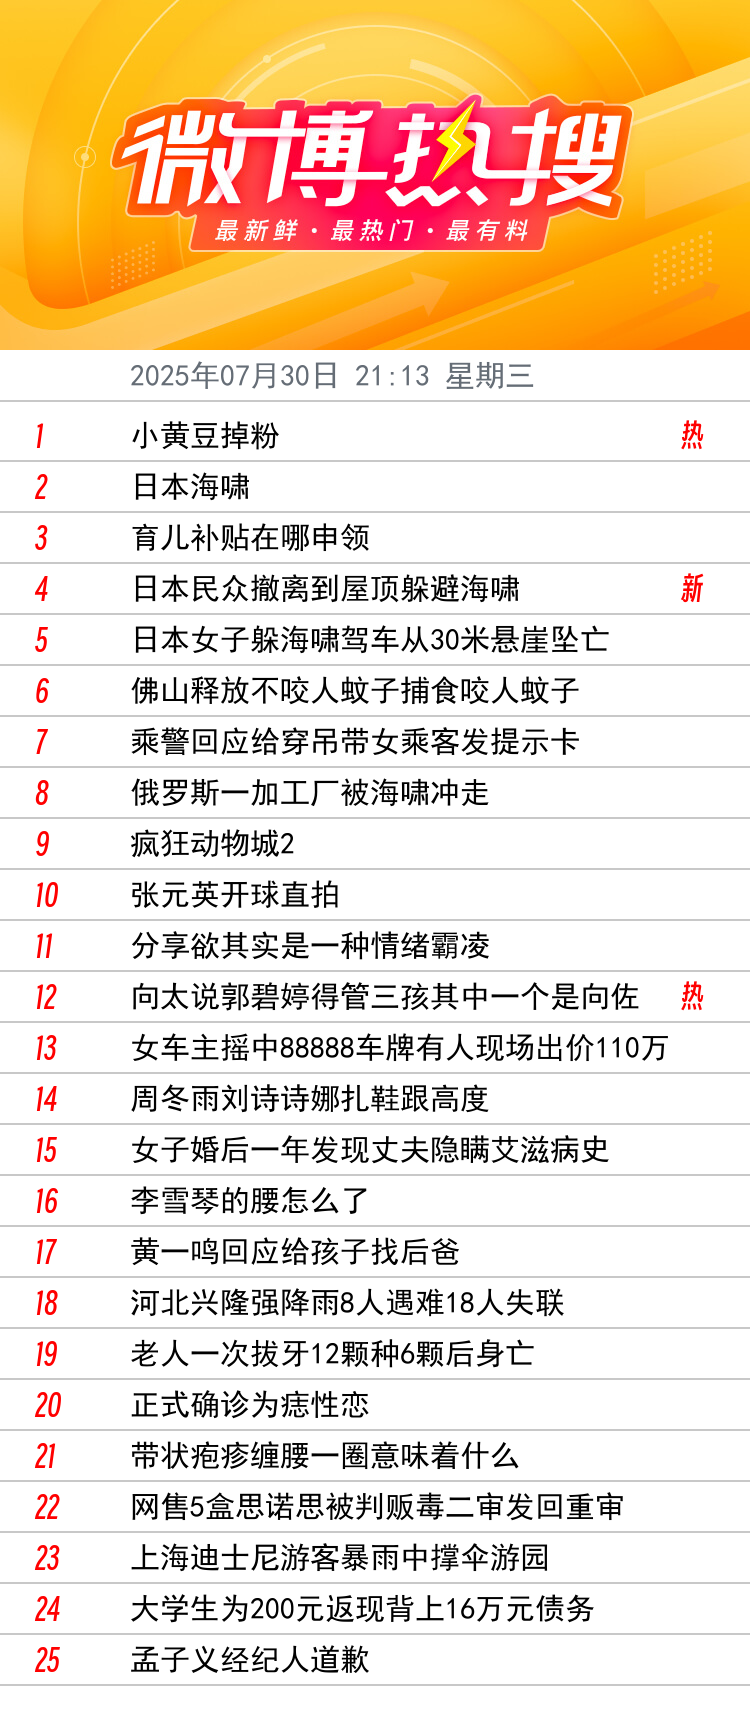 微博热搜
最新鲜·最热门·最有料
2025年07月30日 21:13 星期三
1 小黄豆掉粉 热
2 日本海啸
3 育儿补贴在哪申领
4 日本民众撤离到屋顶躲避海啸 新
5 日本女子躲海啸驾车从30米悬崖坠亡
6 佛山释放不咬人蚊子捕食咬人蚊子
7 乘警回应给穿吊带女乘客发提示卡
8 俄罗斯一加工厂被海啸冲走
9 疯狂动物城2
10 张元英开球直拍
11 分享欲其实是一种情绪霸凌
12 向太说郭碧婷得管三孩其中一个是向佐 热
13 女车主摇中88888车牌有人现场出价110万
14 周冬雨刘诗诗娜扎鞋跟高度
15 女子婚后一年发现丈夫隐瞒艾滋病史
16 李雪琴的腰怎么了
17 黄一鸣回应给孩子找后爸
18 河北兴隆强降雨8人遇难18人失联
19 老人一次拔牙12颗种6颗后身亡
20 正式确诊为痣性恋
21 带状疱疹缠腰一圈意味着什么
22 网售5盒思诺思被判贩毒二审发回重审
23 上海迪士尼游客暴雨中撑伞游园
24 大学生为200元返现背上16万元债务
25 孟子义经纪人道歉